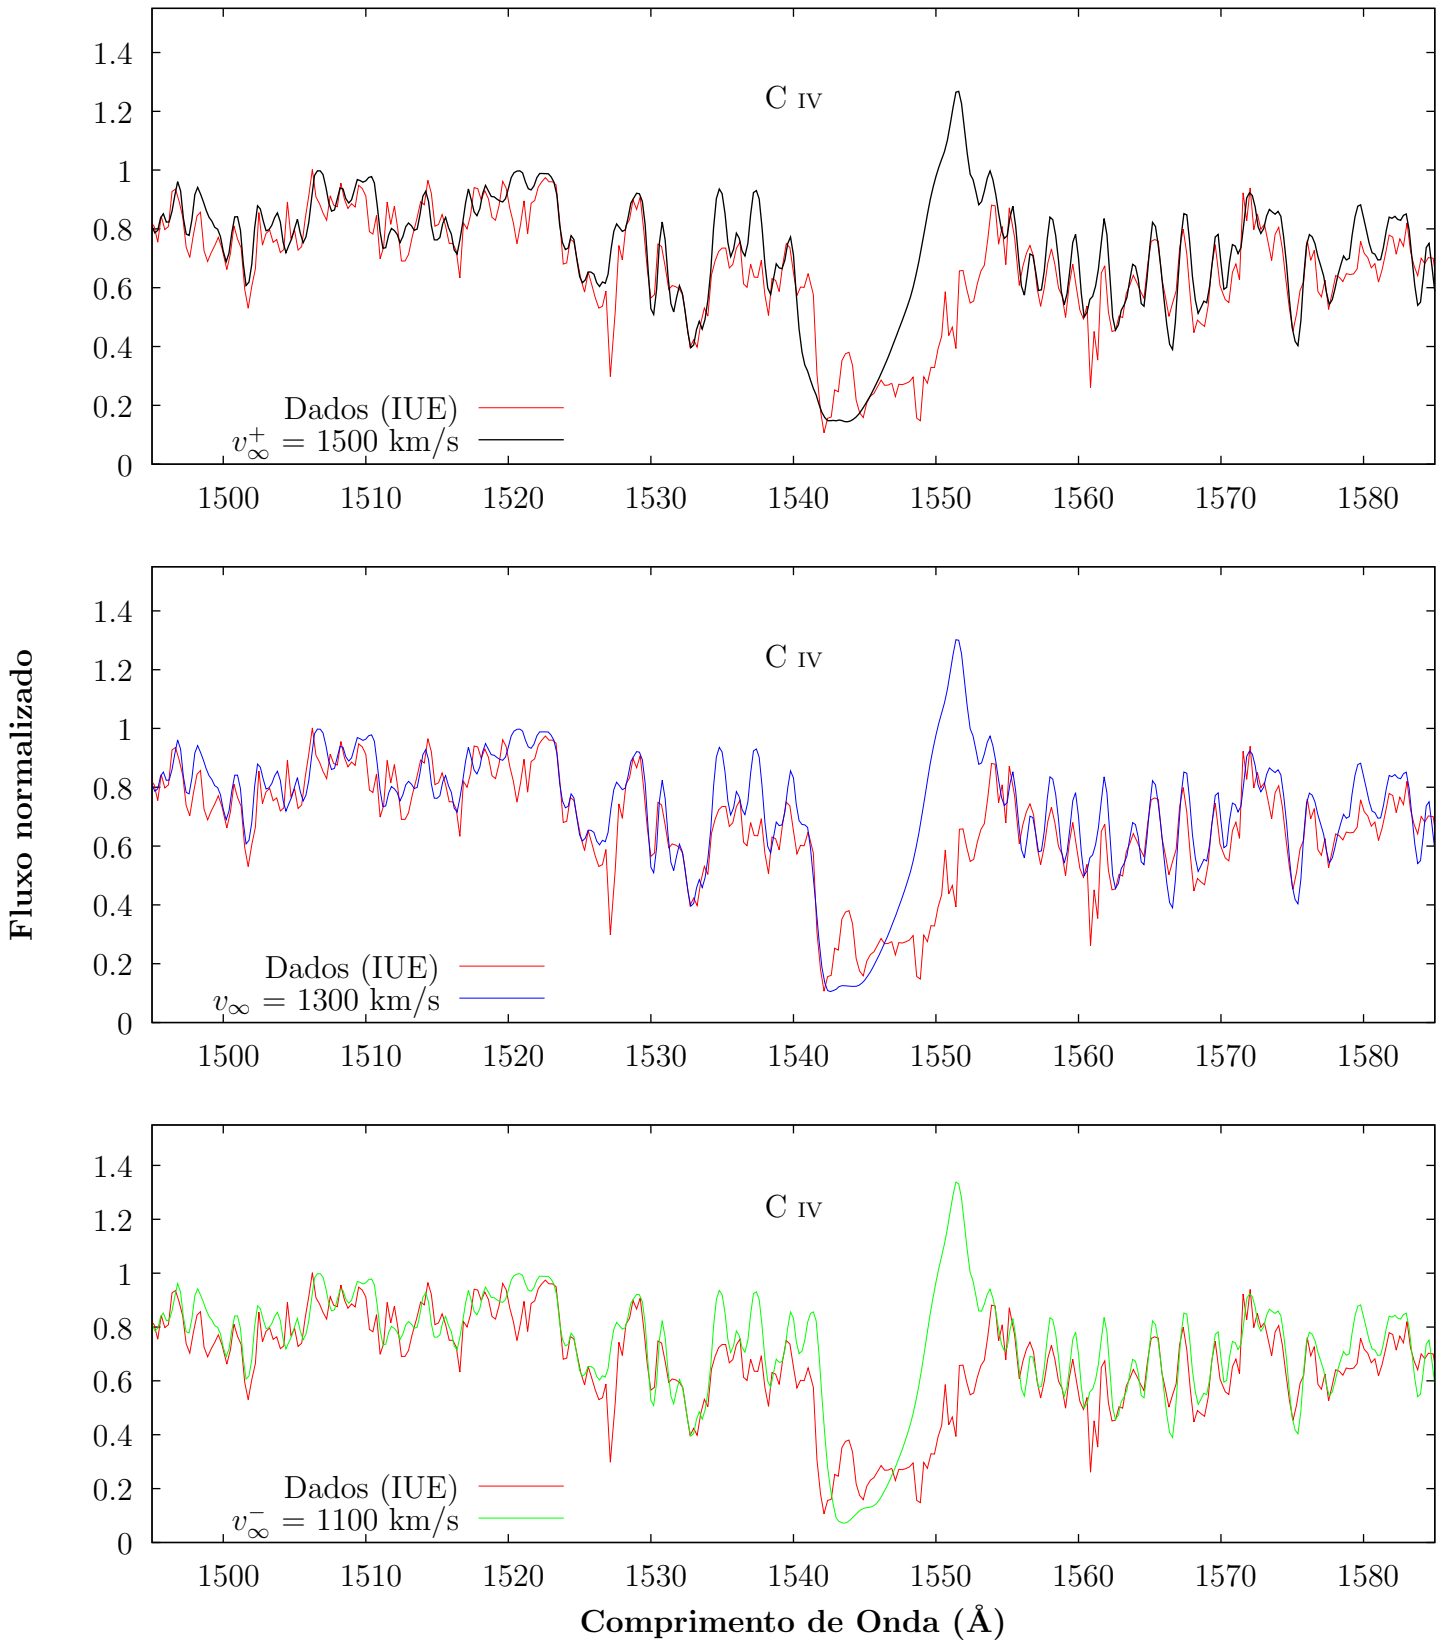 1.4
1.2
1
0.8
0.6
0.4
0.2
0
C IV
Dados (IUE)
v∞+ = 1500 km/s
1500 1510 1520 1530 1540 1550 1560 1570 1580
Fluxo normalizado
1.4
1.2
1
0.8
0.6
0.4
0.2
0
C IV
Dados (IUE)
v∞ = 1300 km/s
1500 1510 1520 1530 1540 1550 1560 1570 1580
1.4
1.2
1
0.8
0.6
0.4
0.2
0
C IV
Dados (IUE)
v∞− = 1100 km/s
1500 1510 1520 1530 1540 1550 1560 1570 1580
Comprimento de Onda (Å)